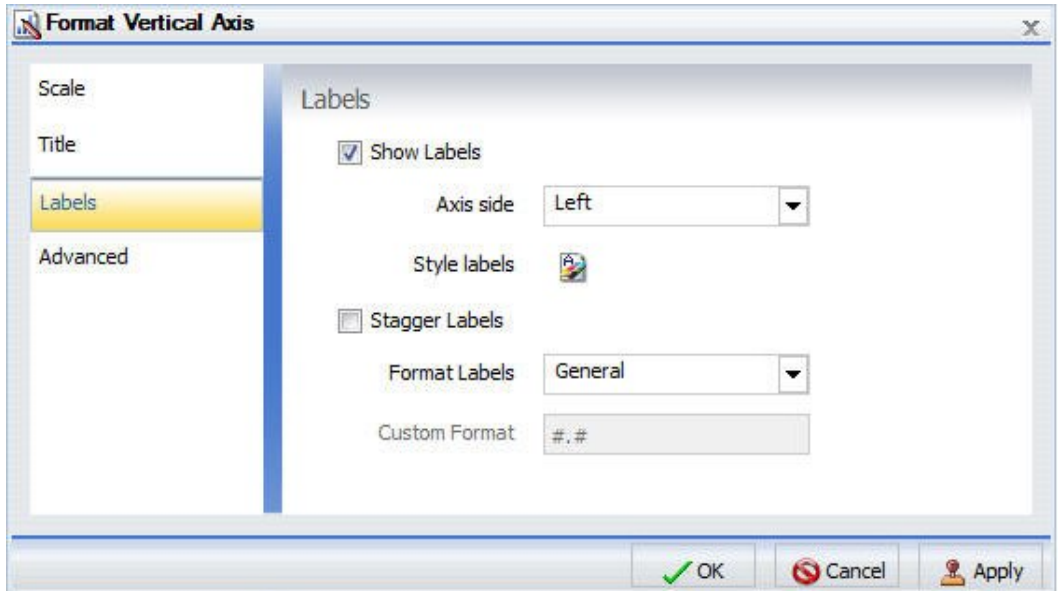 Format Vertical Axis
x
Scale
Title
Labels
Advanced
Labels
Show Labels
Axis side Left
Style labels
Stagger Labels
Format Labels General
Custom Format #.#
OK Cancel Apply